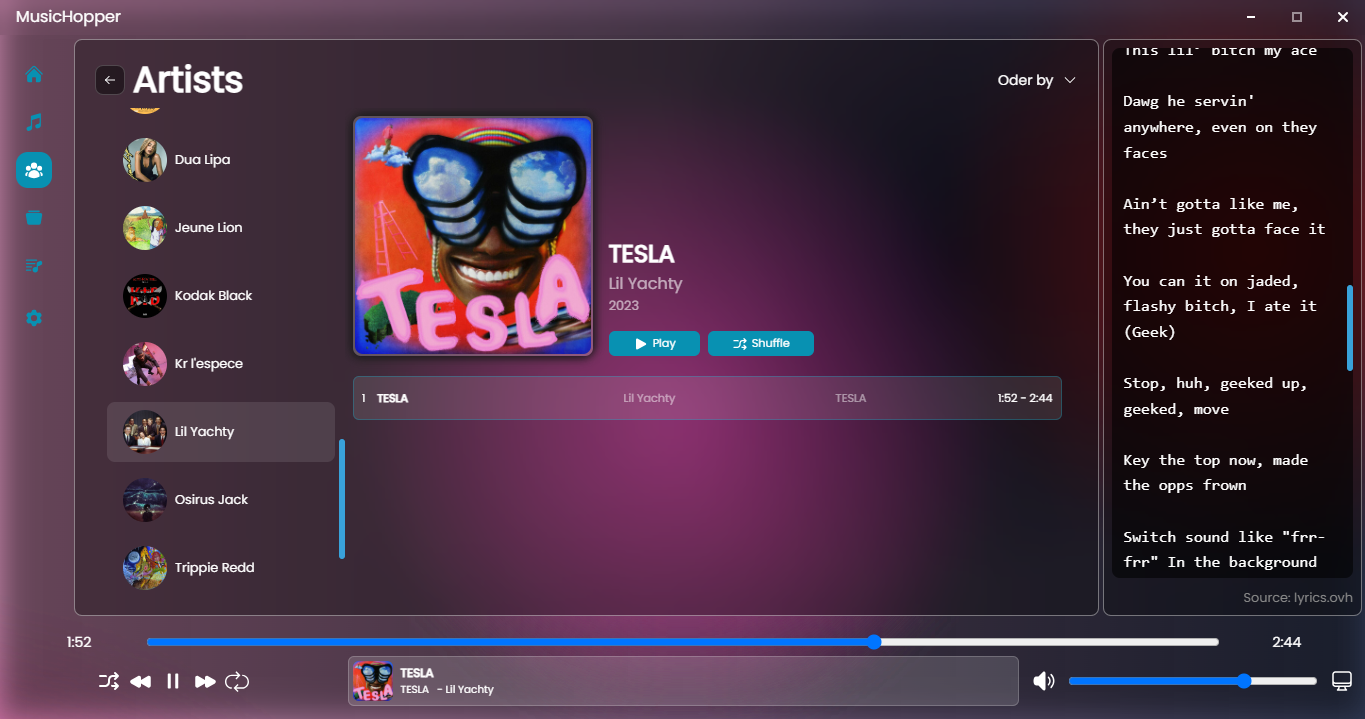 MusicHopper
Artists
Oder by
Dua Lipa
Jeune Lion
Kodak Black
Kr l'espece
Lil Yachty
Osirus Jack
Trippie Redd
TESLA
TESLA
Lil Yachty
2023
Play
Shuffle
1 TESLA Lil Yachty TESLA 1:52 - 2:44
This lil' bitch my ace
Dawg he servin'
anywhere, even on they
faces
Ain’t gotta like me,
they just gotta face it
You can it on jaded,
flashy bitch, I ate it
(Geek)
Stop, huh, geeked up,
geeked, move
Key the top now, made
the opps frown
Switch sound like "frr-
frr" In the background
Source: lyrics.ovh
1:52
2:44
TESLA
TESLA
TESLA - Lil Yachty